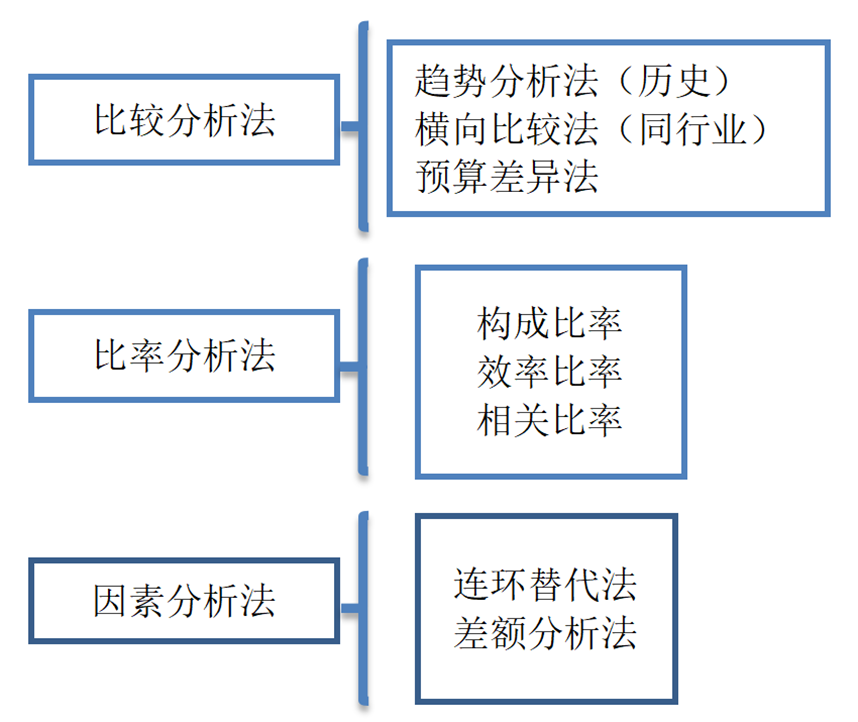 比较分析法
趋势分析法（历史）
横向比较法（同行业）
预算差异法
比率分析法
构成比率
效率比率
相关比率
因素分析法
连环替代法
差额分析法